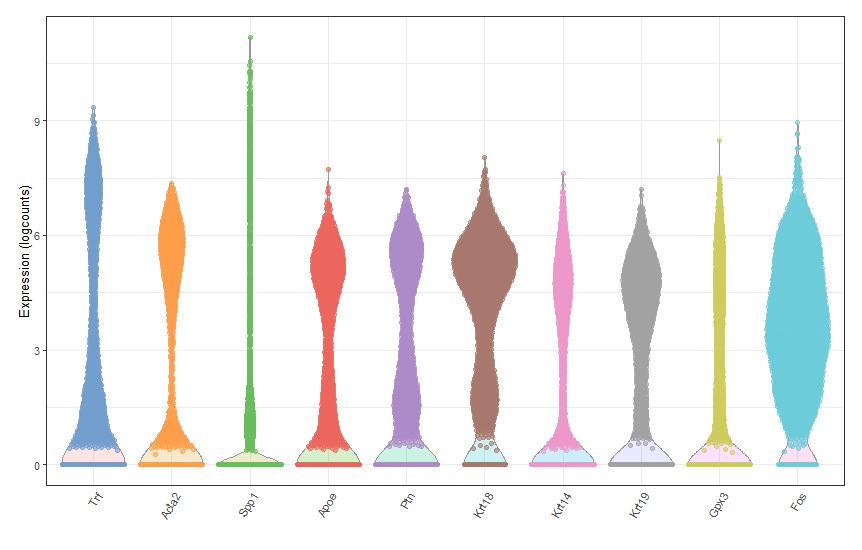 Expression (logcounts)
9
6
3
0
Trf
Acta2
Spp1
Apoe
Ptn
Krt18
Krt14
Krt19
Gpx3
Fos